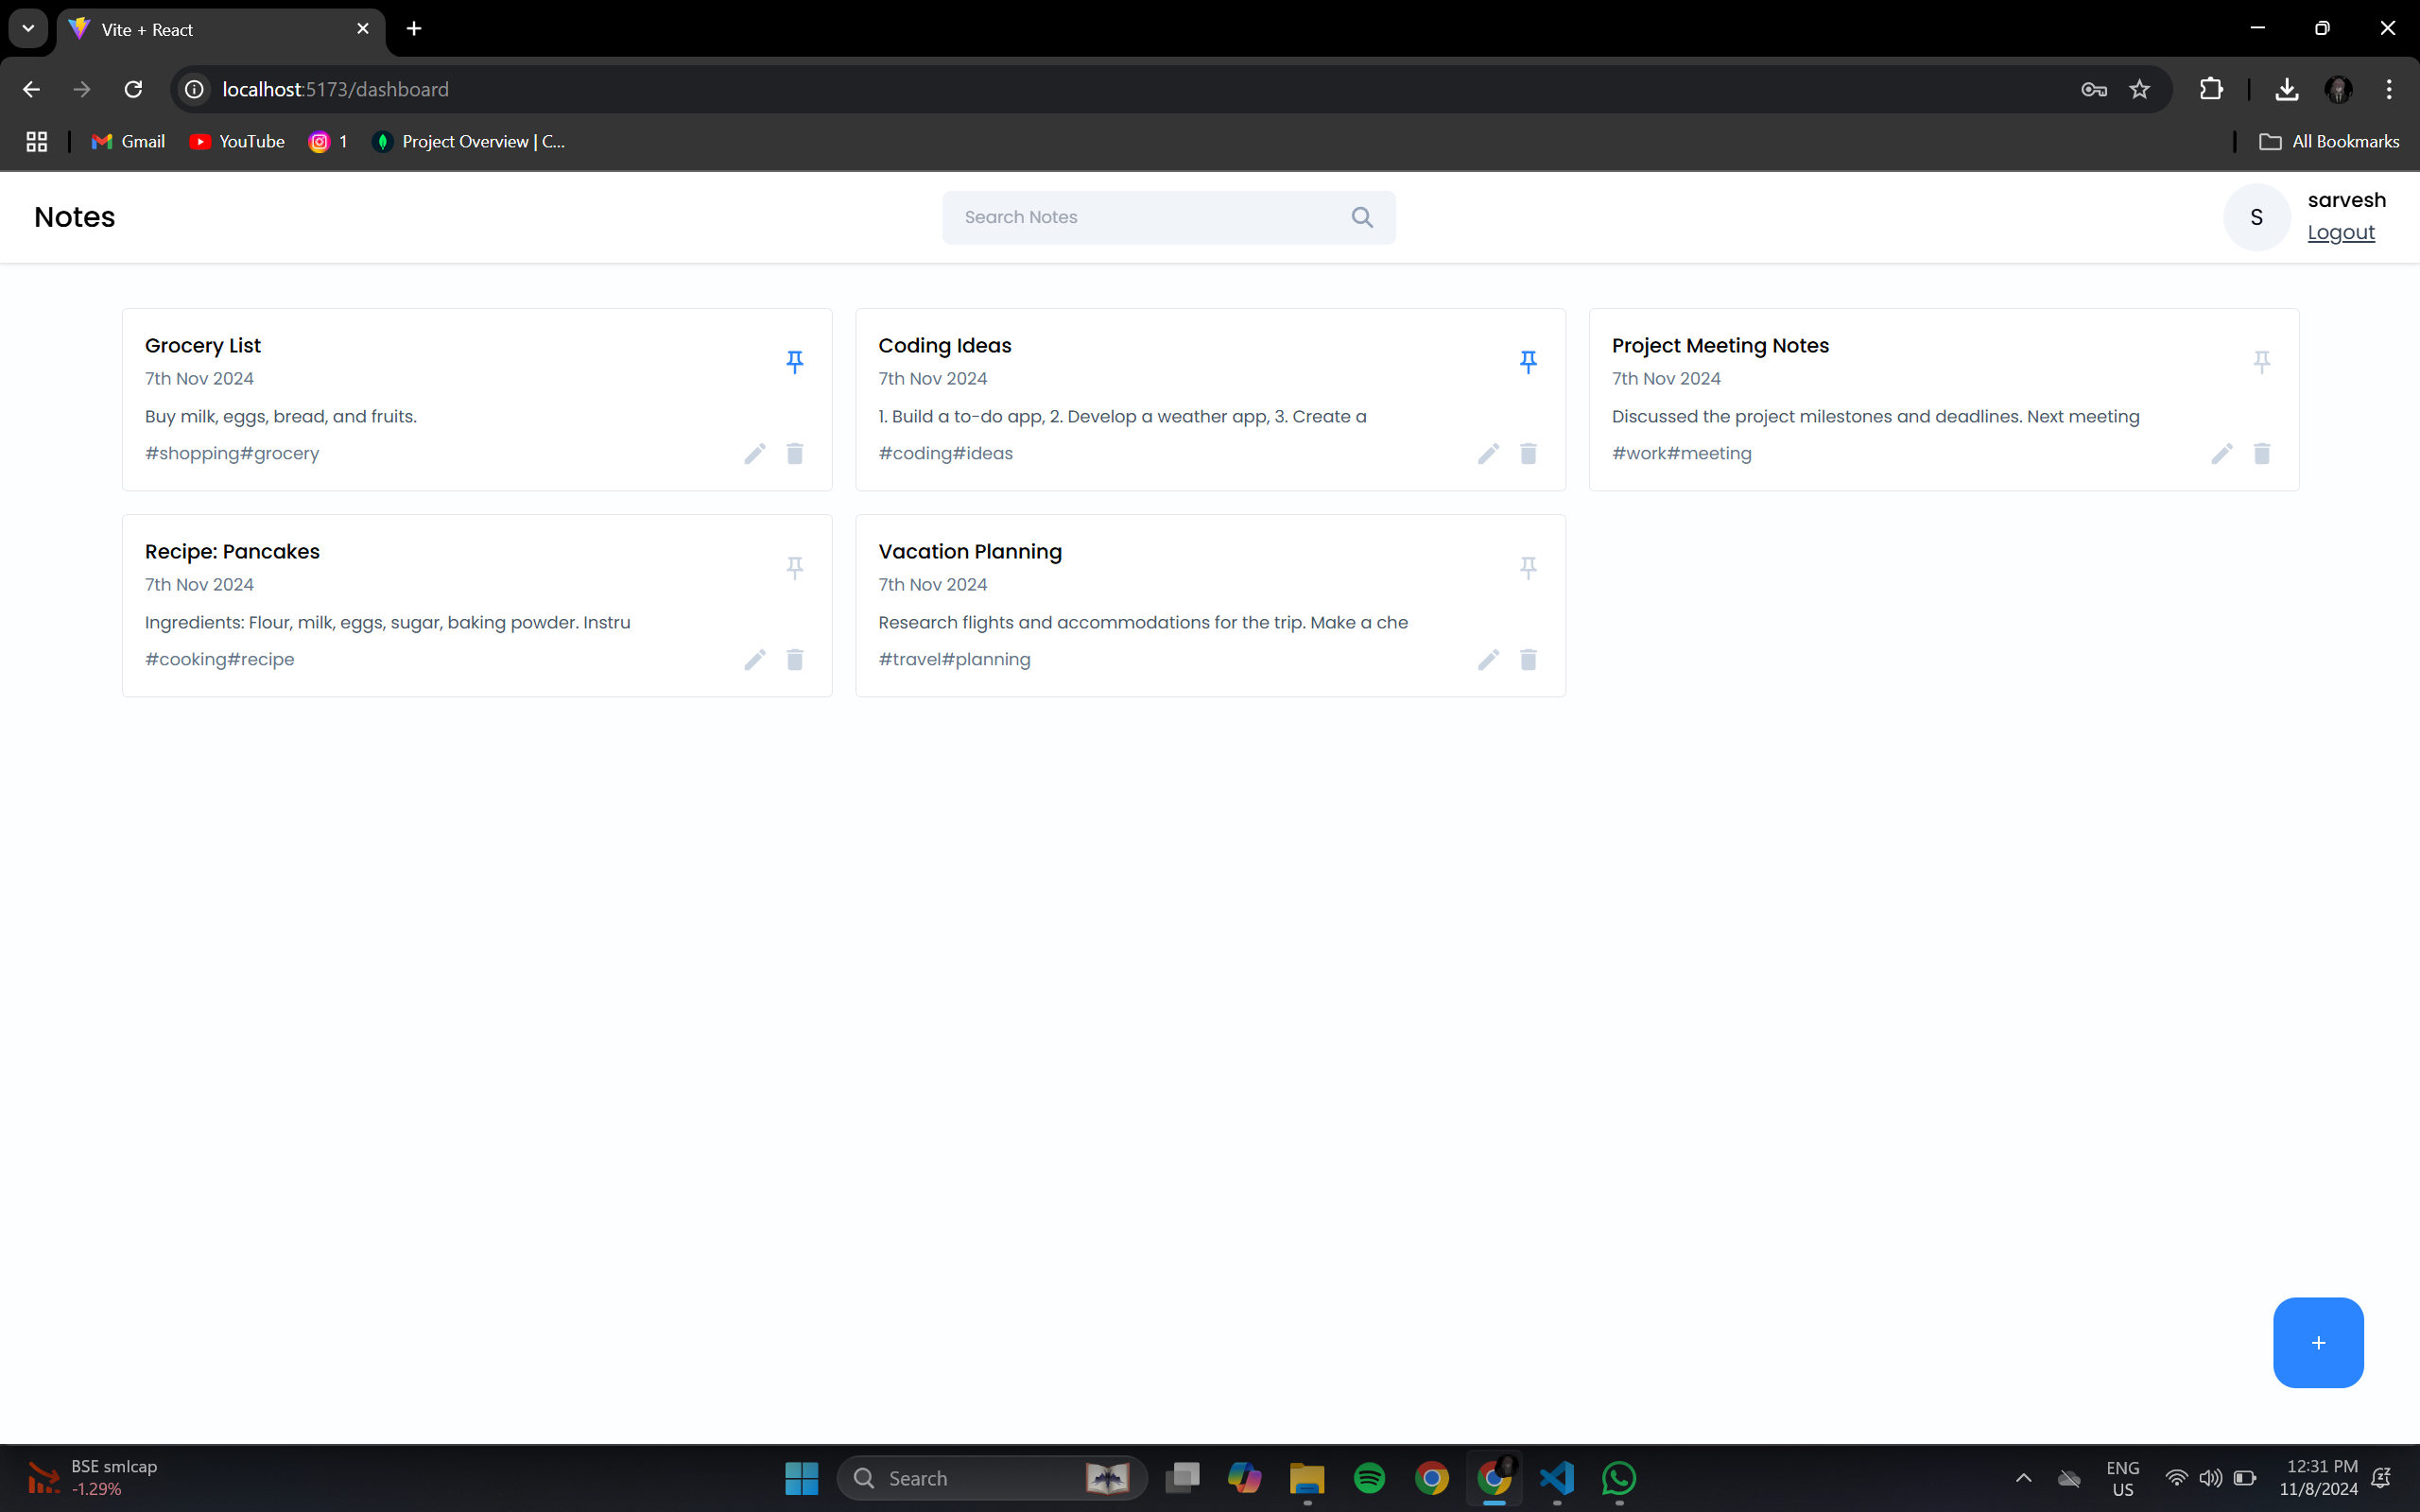 Vite + React
localhost:5173/dashboard
Gmail
YouTube
1
Project Overview | C...
All Bookmarks
Notes
Search Notes
S
sarvesh
Logout
Grocery List
7th Nov 2024
Buy milk, eggs, bread, and fruits.
#shopping#grocery
Coding Ideas
7th Nov 2024
1. Build a to-do app, 2. Develop a weather app, 3. Create a
#coding#ideas
Project Meeting Notes
7th Nov 2024
Discussed the project milestones and deadlines. Next meeting
#work#meeting
Recipe: Pancakes
7th Nov 2024
Ingredients: Flour, milk, eggs, sugar, baking powder. Instru
#cooking#recipe
Vacation Planning
7th Nov 2024
Research flights and accommodations for the trip. Make a che
#travel#planning
+
BSE smlcap
-1.29%
Search
ENG
US
12:31 PM
11/8/2024